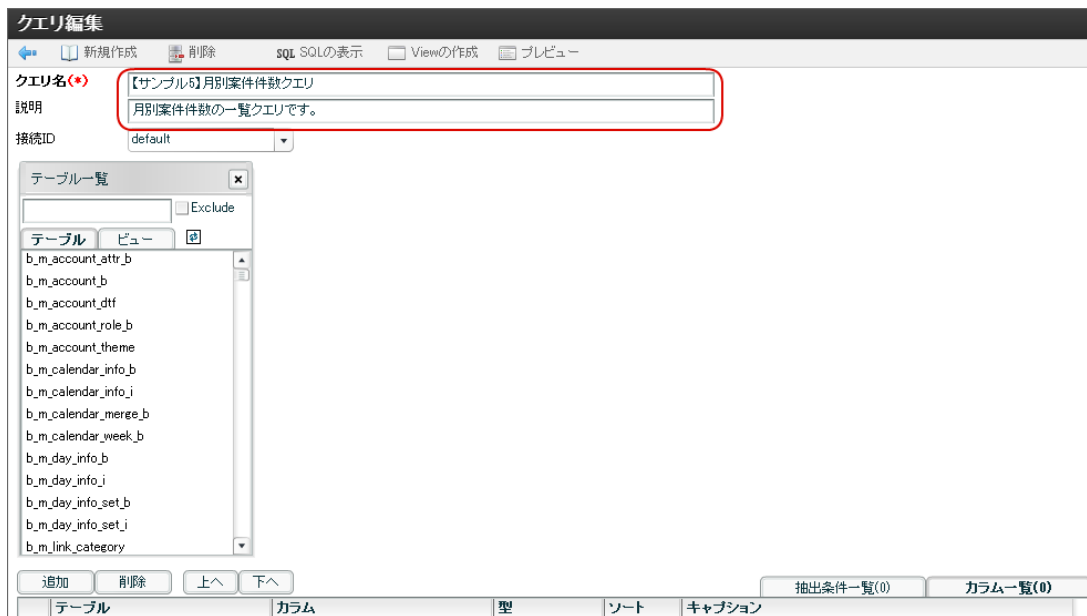 クエリ編集
新規作成 削除 SQL SQLの表示 Viewの作成 プレビュー
クエリ名(*) 【サンプル5】月別案件件数クエリ
説明 月別案件件数の一覧クエリです。
接続ID default
テーブル一覧
Exclude
テーブル ビュー
b_m_account_attr_b
b_m_account_b
b_m_account_dtf
b_m_account_role_b
b_m_account_theme
b_m_calendar_info_b
b_m_calendar_info_i
b_m_calendar_merge_b
b_m_calendar_week_b
b_m_day_info_b
b_m_day_info_i
b_m_day_info_set_b
b_m_day_info_set_i
b_m_link_category
追加 削除 上へ 下へ 抽出条件一覧(0) カラム一覧(0)
テーブル カラム 型 ソート キャプション